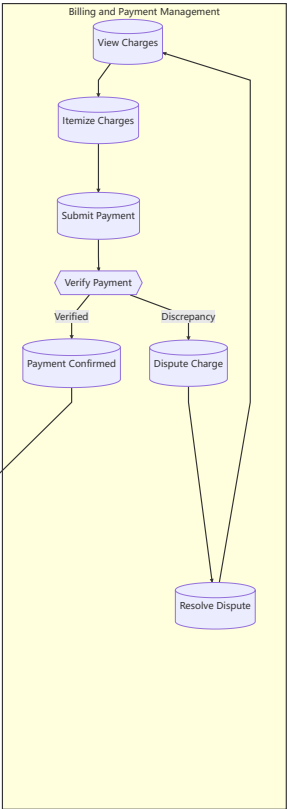 Billing and Payment Management
View Charges
Itemize Charges
Submit Payment
Verify Payment
Verified
Discrepancy
Payment Confirmed
Dispute Charge
Resolve Dispute